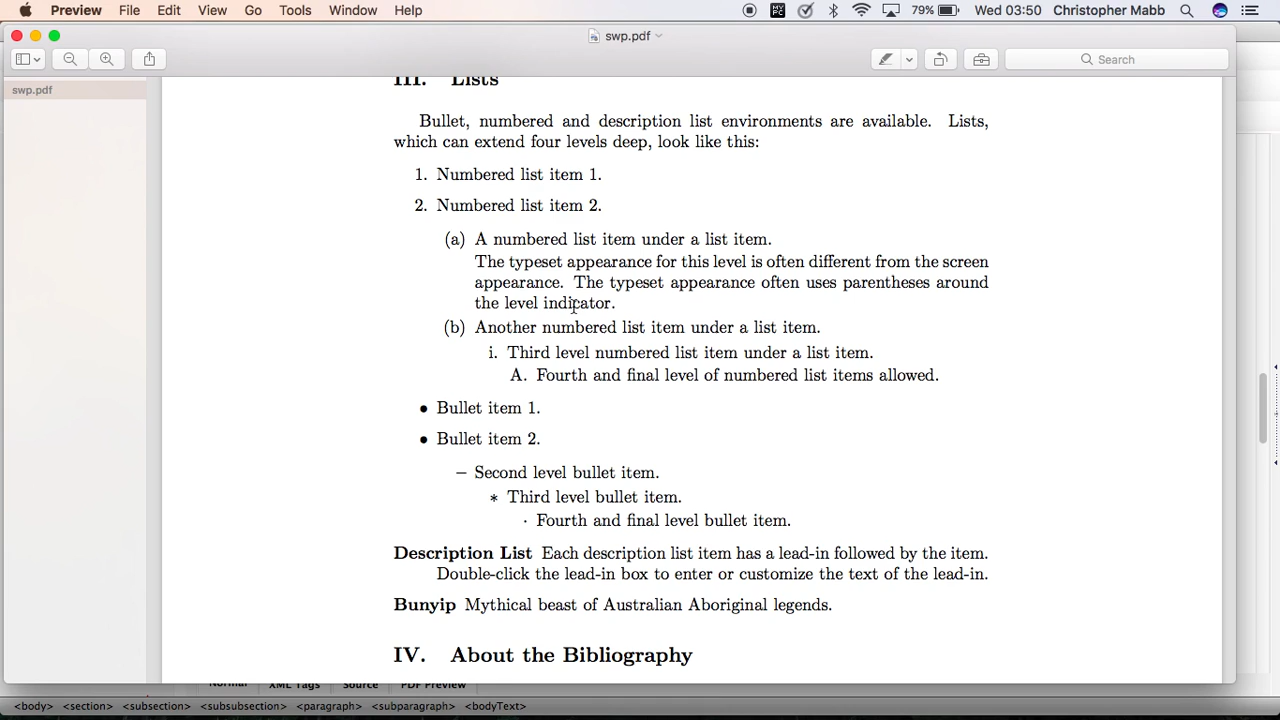 Preview File Edit View Go Tools Window Help 79% Wed 03:50 Christopher Mabb
swp.pdf
Search
swp.pdf
III. Lists
Bullet, numbered and description list environments are available. Lists,
which can extend four levels deep, look like this:
1. Numbered list item 1.
2. Numbered list item 2.
(a) A numbered list item under a list item.
The typeset appearance for this level is often different from the screen
appearance. The typeset appearance often uses parentheses around
the level indicator.
(b) Another numbered list item under a list item.
i. Third level numbered list item under a list item.
A. Fourth and final level of numbered list items allowed.
• Bullet item 1.
• Bullet item 2.
– Second level bullet item.
* Third level bullet item.
· Fourth and final level bullet item.
Description List Each description list item has a lead-in followed by the item.
Double-click the lead-in box to enter or customize the text of the lead-in.
Bunyip Mythical beast of Australian Aboriginal legends.
IV. About the Bibliography
Normal XML Tags Source PDF Preview
<body> <section> <subsection> <subsubsection> <paragraph> <subparagraph> <bodyText>